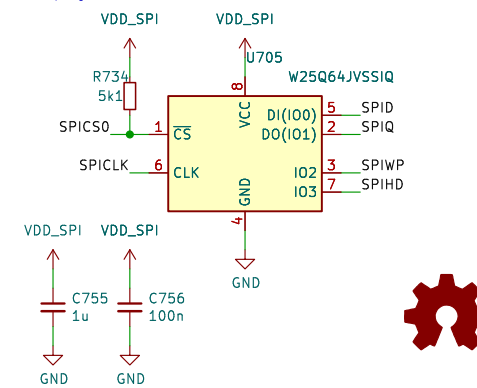 VDD_SPI
VDD_SPI
U705
R734
5k1
W25Q64JVSSIQ
8
VCC
SPICS0
1
CS
DI(IO0)
5
SPID
DO(IO1)
2
SPIQ
SPICLK
6
CLK
IO2
3
SPIWP
IO3
7
SPIHD
GND
4
GND
VDD_SPI
VDD_SPI
C755
1u
C756
100n
GND
GND